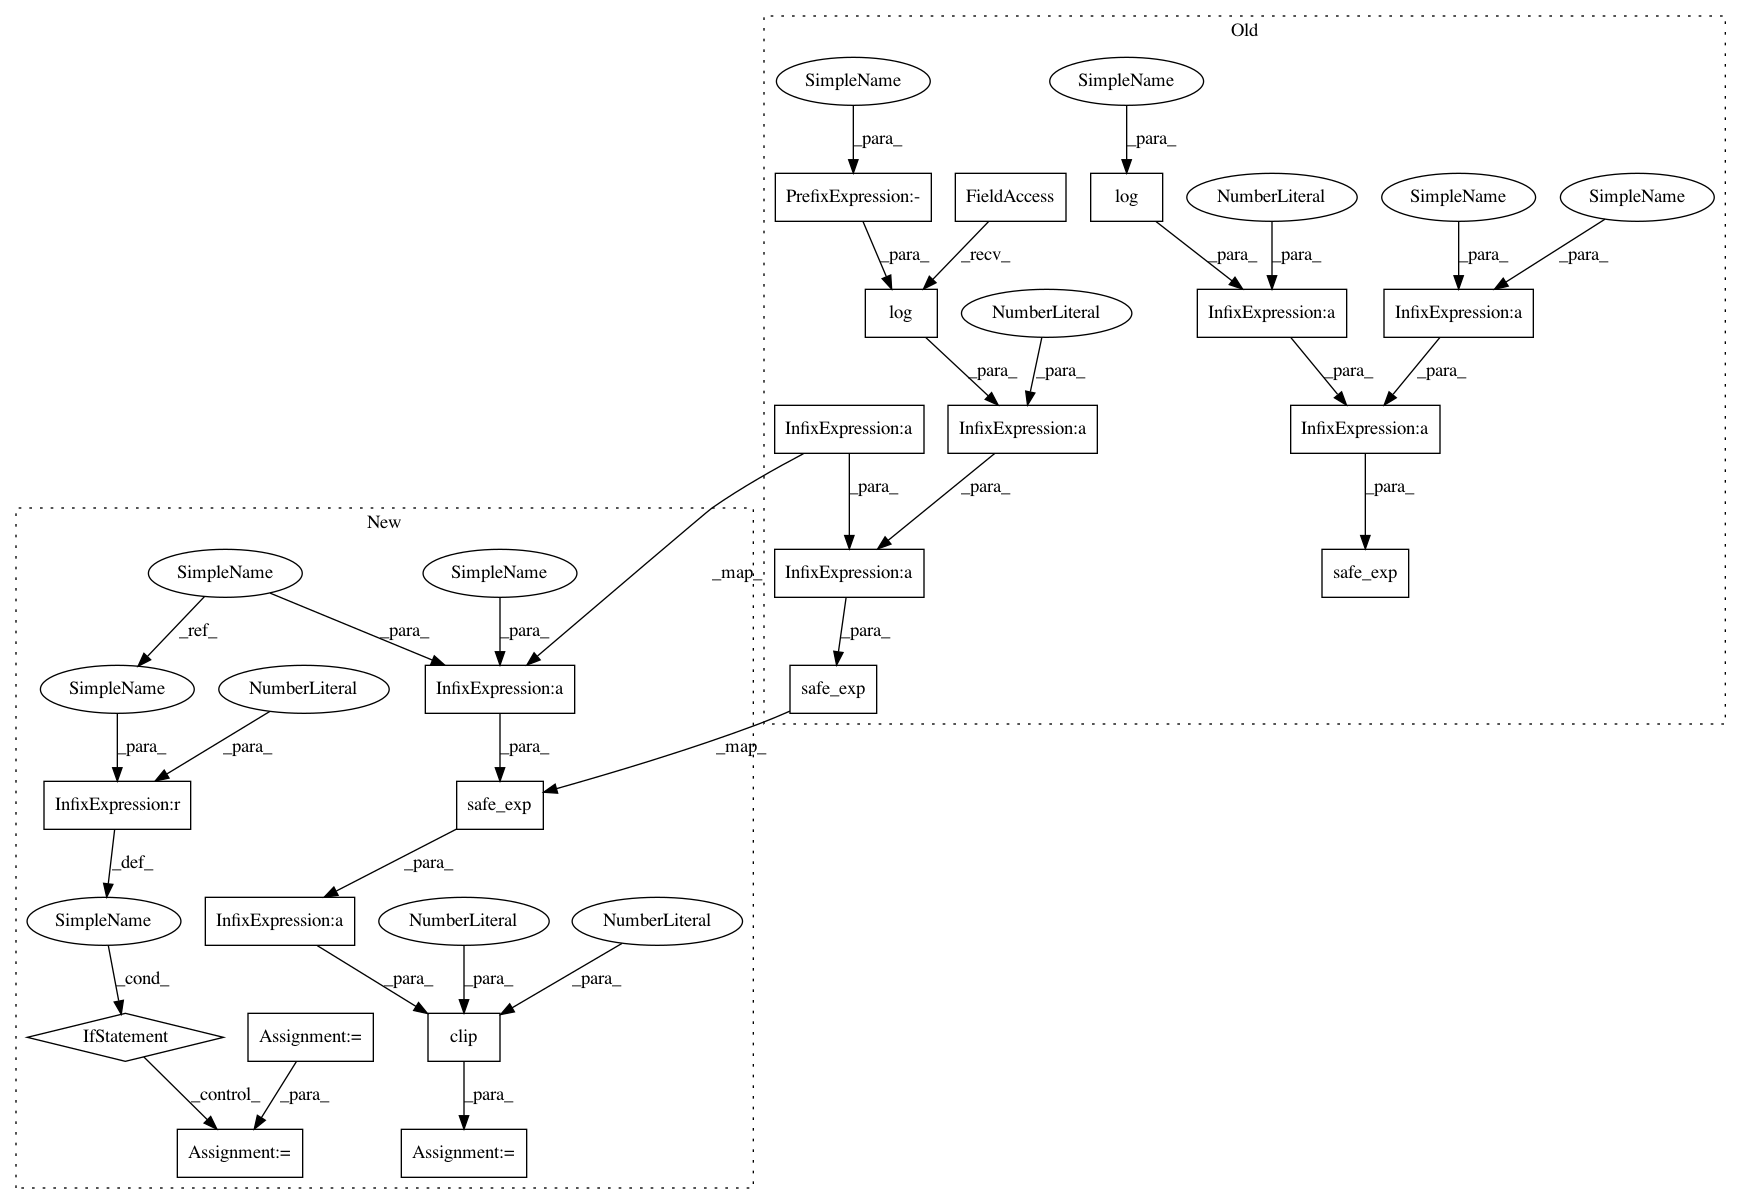 Old
SimpleName
SimpleName
_para_
_para_
PrefixExpression:-
FieldAccess
log
NumberLiteral
SimpleName
SimpleName
_para_
_recv_
_para_
_para_
_para_
_para_
log
NumberLiteral
InfixExpression:a
InfixExpression:a
_para_
_para_
_para_
_para_
InfixExpression:a
InfixExpression:a
InfixExpression:a
_para_
_para_
_para_
New
SimpleName
SimpleName
_map_
InfixExpression:a
safe_exp
_ref_
_para_
_para_
_para_
SimpleName
NumberLiteral
InfixExpression:a
safe_exp
_para_
_para_
_para_
_map_
InfixExpression:r
safe_exp
_def_
_para_
SimpleName
InfixExpression:a
NumberLiteral
NumberLiteral
_cond_
_para_
_para_
_para_
IfStatement
Assignment:=
clip
_control_
_para_
_para_
Assignment:=
Assignment:=